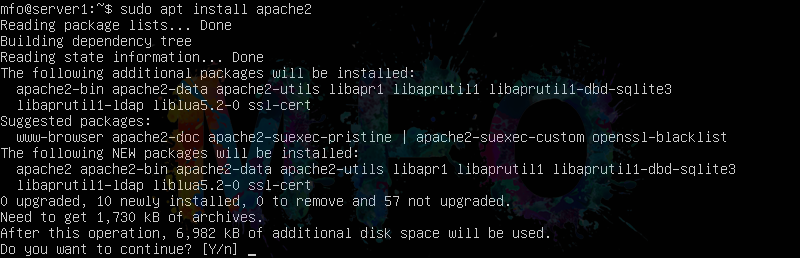 mfo@server1:~$ sudo apt install apache2
Reading package lists... Done
Building dependency tree
Reading state information... Done
The following additional packages will be installed:
  apache2-bin apache2-data apache2-utils libapr1 libaprutil1 libaprutil1-dbd-sqlite3
  libaprutil1-ldap liblua5.2-0 ssl-cert
Suggested packages:
  www-browser apache2-doc apache2-suexec-pristine | apache2-suexec-custom openssl-blacklist
The following NEW packages will be installed:
  apache2 apache2-bin apache2-data apache2-utils libapr1 libaprutil1 libaprutil1-dbd-sqlite3
  libaprutil1-ldap liblua5.2-0 ssl-cert
0 upgraded, 10 newly installed, 0 to remove and 57 not upgraded.
Need to get 1,730 kB of archives.
After this operation, 6,982 kB of additional disk space will be used.
Do you want to continue? [Y/n] _
MFO